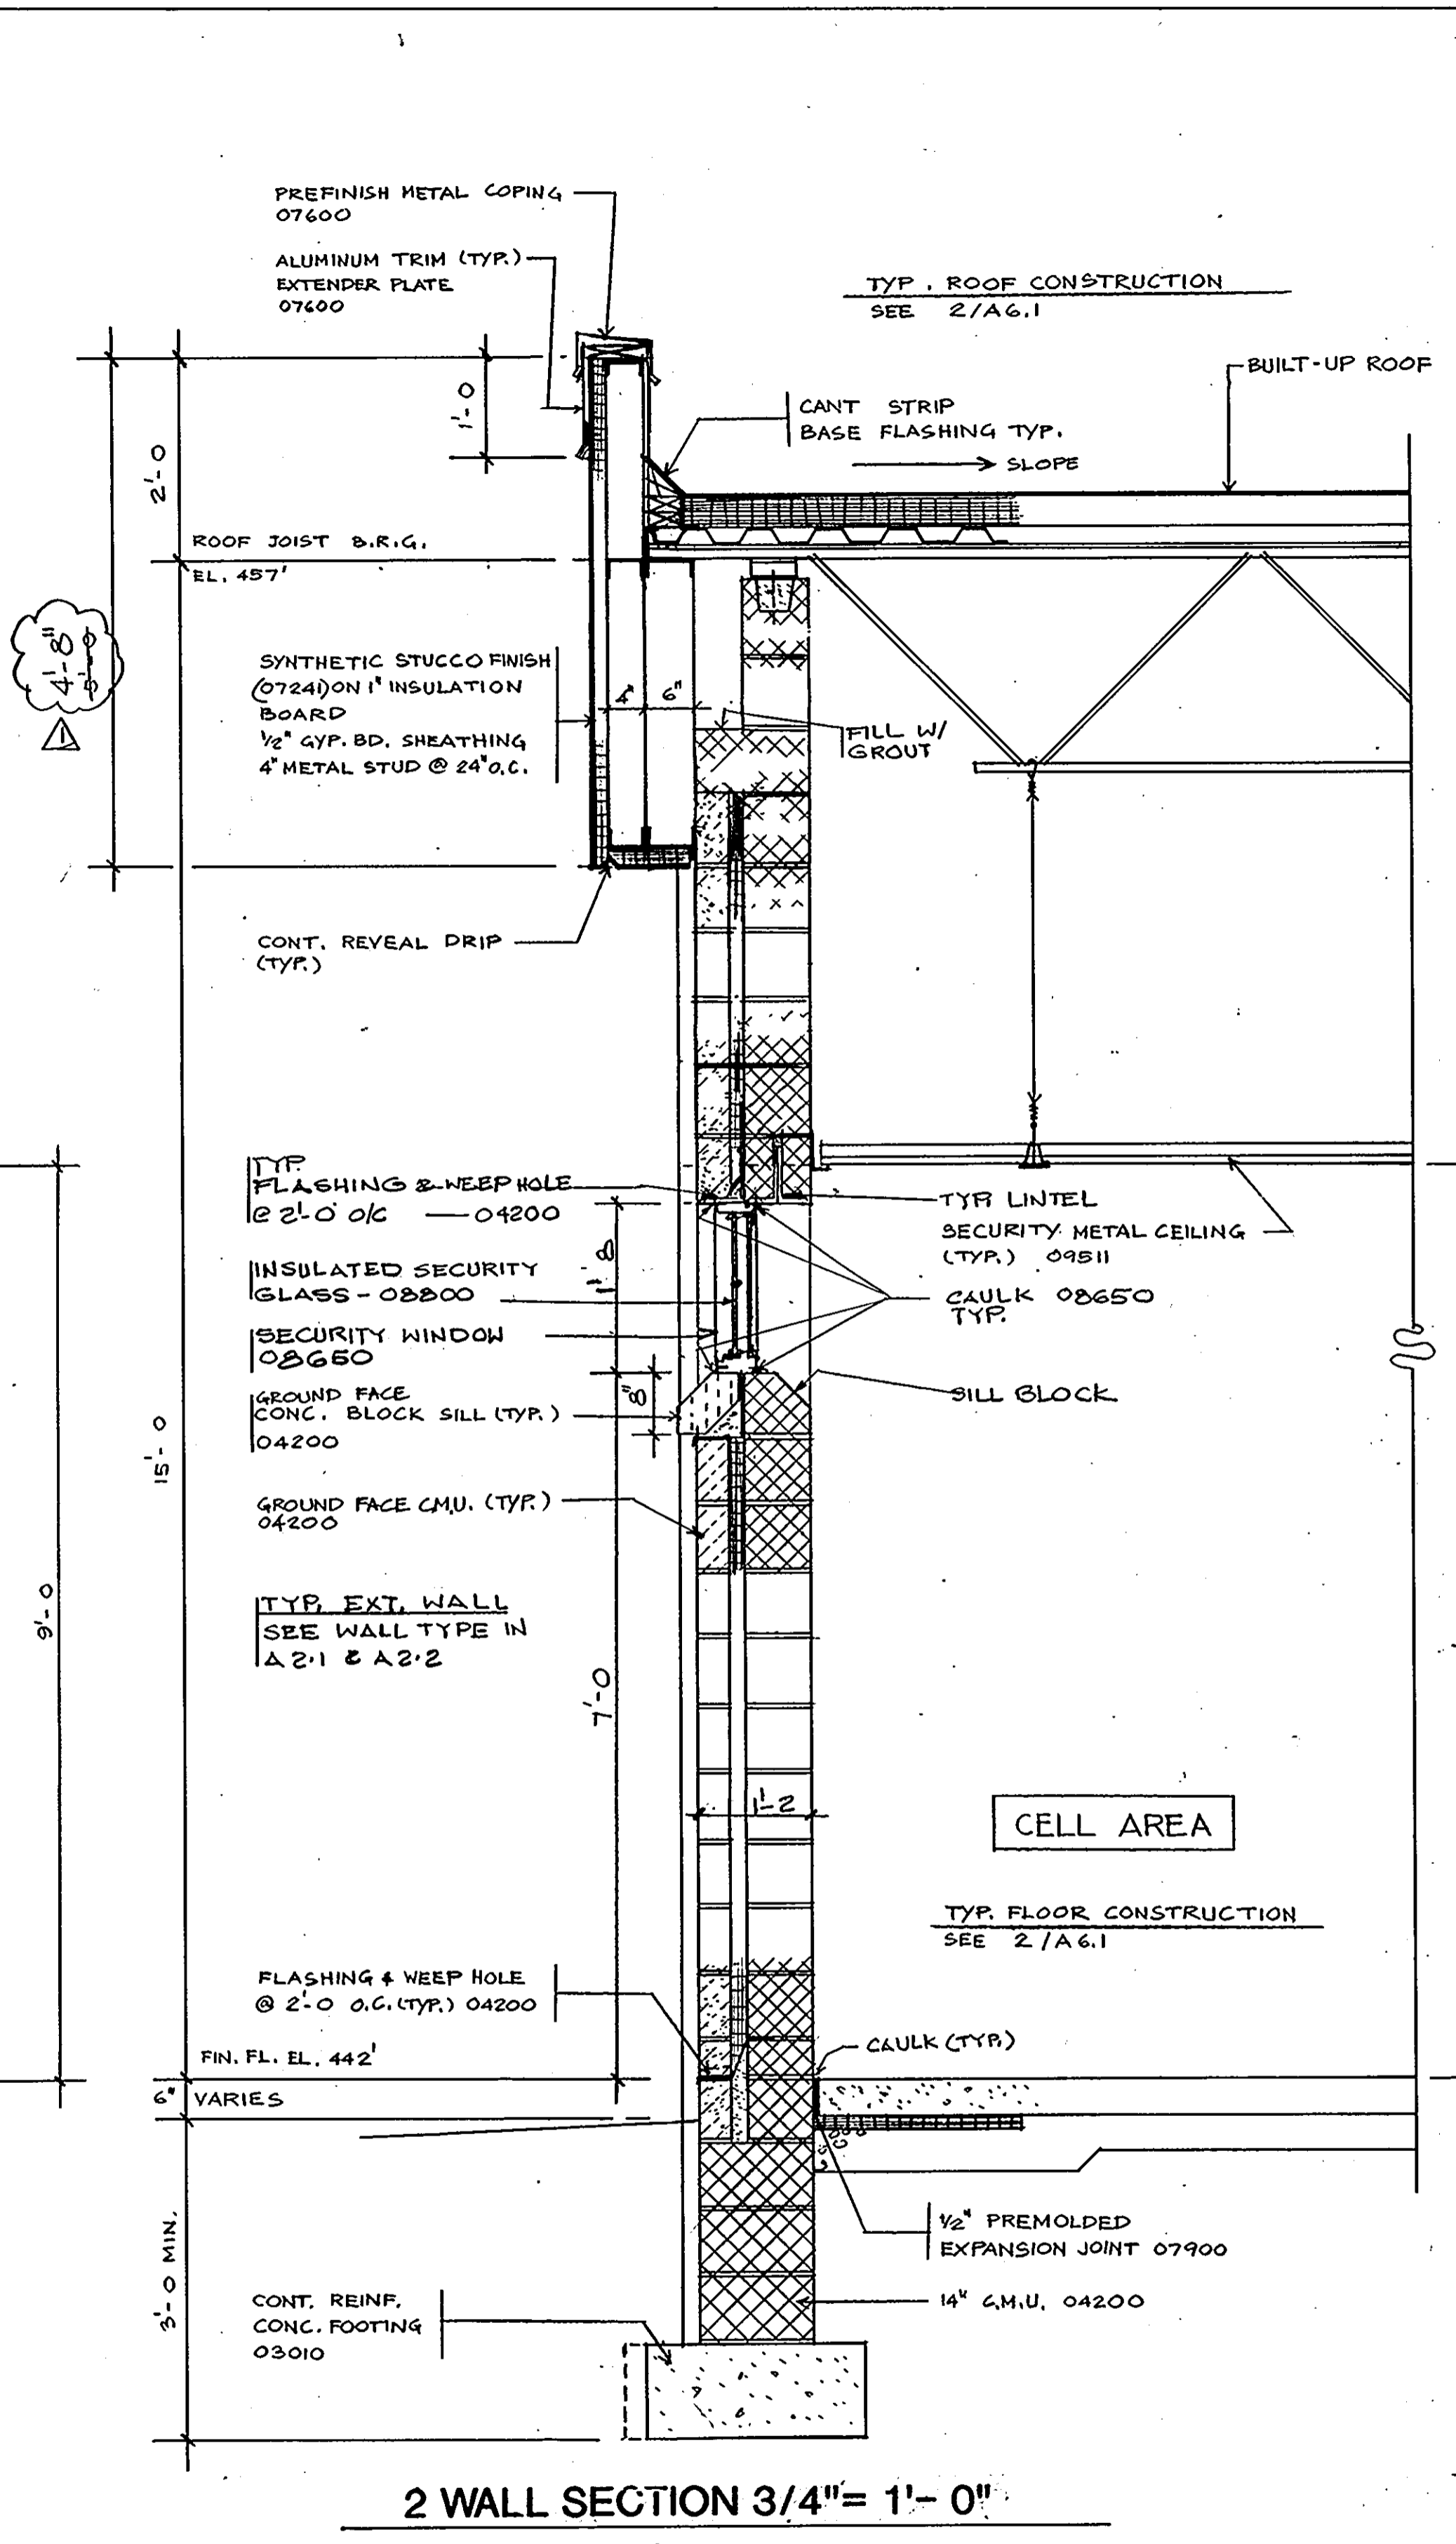 PREFINISH METAL COPING
07600
ALUMINUM TRIM (TYP.)
EXTENDER PLATE
07600
TYP. ROOF CONSTRUCTION
SEE 2/A6.1
BUILT-UP ROOF
CANT STRIP
BASE FLASHING TYP.
SLOPE
1'-0
2'-0
ROOF JOIST B.R.G.
EL. 457'
4'-8"
5'-0
1
SYNTHETIC STUCCO FINISH
(07241) ON 1" INSULATION
BOARD
1/2" GYP. BD. SHEATHING
4" METAL STUD @ 24" O.C.
4"
6"
FILL W/
GROUT
CONT. REVEAL DRIP
(TYP.)
TYP.
FLASHING & WEEP HOLE
@ 2'-0" O/C — 04200
TYP. LINTEL
SECURITY METAL CEILING
(TYP.) 09511
1'-8
INSULATED SECURITY
GLASS - 08800
CAULK 08650
TYP.
SECURITY WINDOW
08650
GROUND FACE
CONC. BLOCK SILL (TYP.)
04200
8"
SILL BLOCK
15'-0
GROUND FACE C.M.U. (TYP.)
04200
9'-0
TYP. EXT. WALL
SEE WALL TYPE IN
A2.1 & A2.2
7'-0
1'-2
CELL AREA
TYP. FLOOR CONSTRUCTION
SEE 2/A6.1
FLASHING & WEEP HOLE
@ 2'-0 O.C. (TYP.) 04200
FIN. FL. EL. 442'
CAULK (TYP.)
6" VARIES
1/2" PREMOLDED
EXPANSION JOINT 07900
3'-0 MIN.
14" C.M.U. 04200
CONT. REINF.
CONC. FOOTING
03010
2 WALL SECTION 3/4"= 1'- 0"